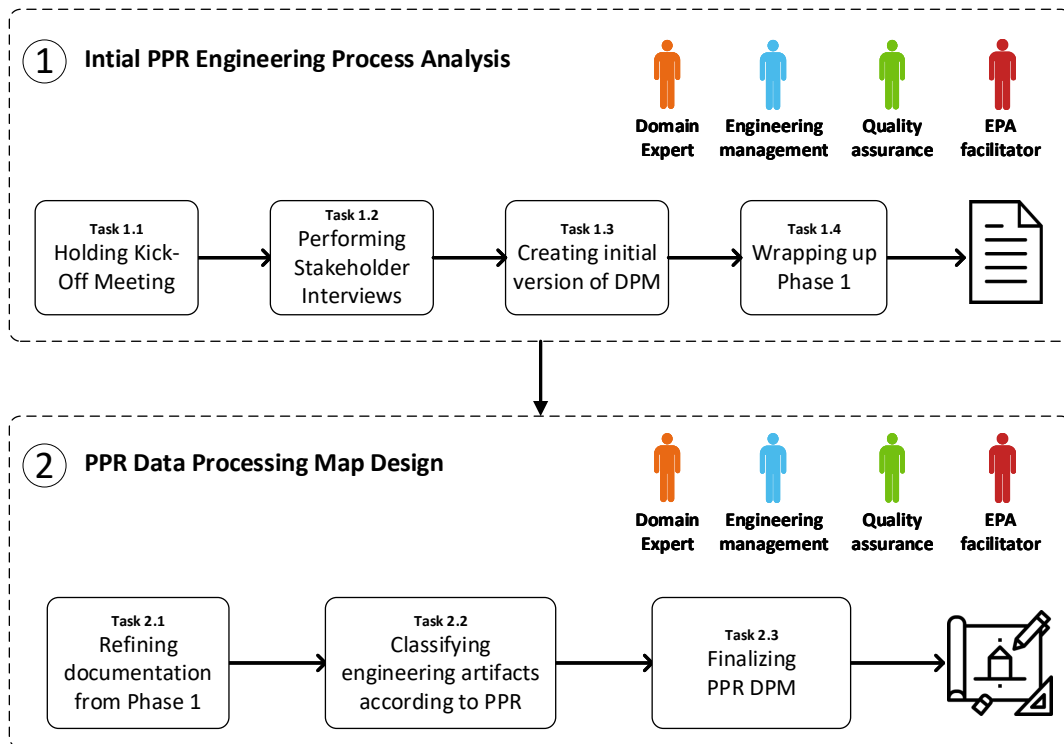 1 Intial PPR Engineering Process Analysis
Domain
Expert
Engineering
management
Quality
assurance
EPA
facilitator
Task 1.1
Holding Kick-
Off Meeting
Task 1.2
Performing
Stakeholder
Interviews
Task 1.3
Creating initial
version of DPM
Task 1.4
Wrapping up
Phase 1
2 PPR Data Processing Map Design
Domain
Expert
Engineering
management
Quality
assurance
EPA
facilitator
Task 2.1
Refining
documentation
from Phase 1
Task 2.2
Classifying
engineering artifacts
according to PPR
Task 2.3
Finalizing
PPR DPM